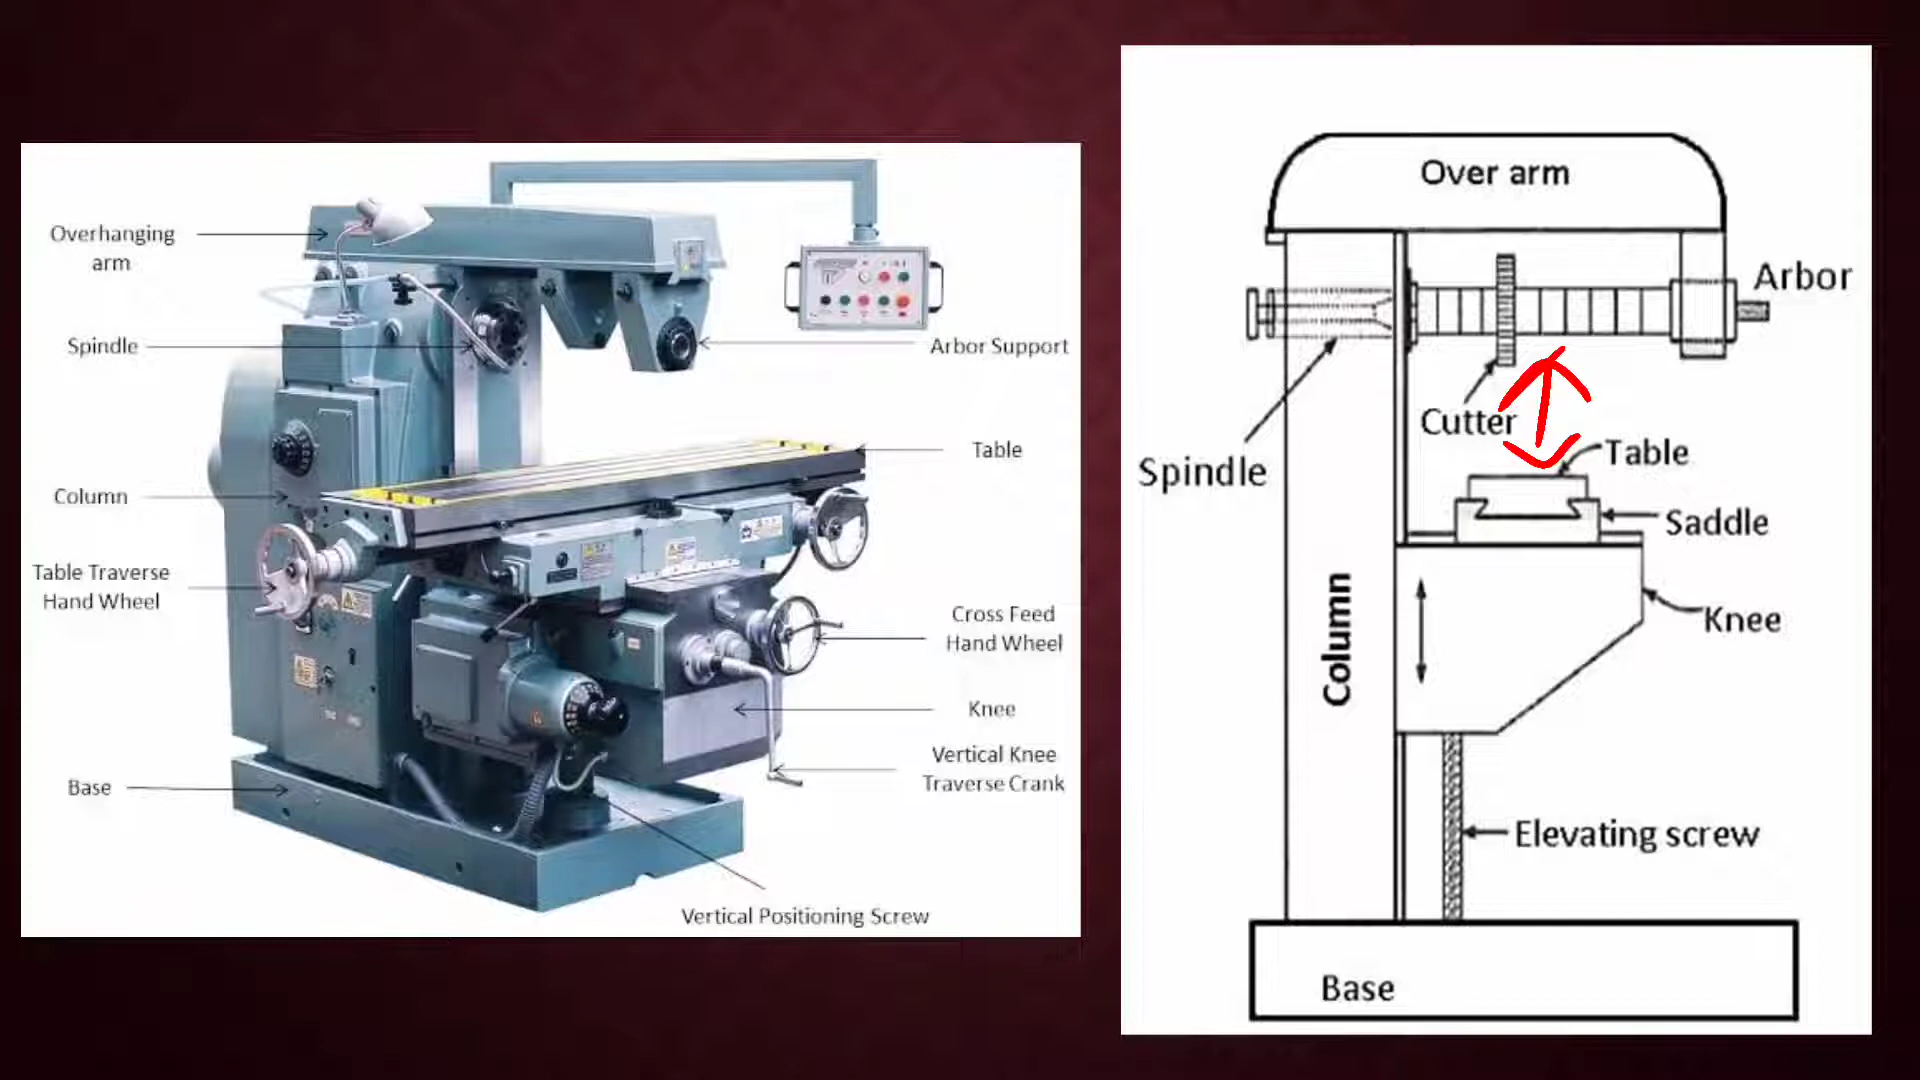 Overhanging
arm
Spindle
Arbor Support
Table
Column
Table Traverse
Hand Wheel
Cross Feed
Hand Wheel
Knee
Vertical Knee
Traverse Crank
Base
Vertical Positioning Screw
Over arm
Arbor
Cutter
Spindle
Table
Saddle
Column
Knee
Elevating screw
Base